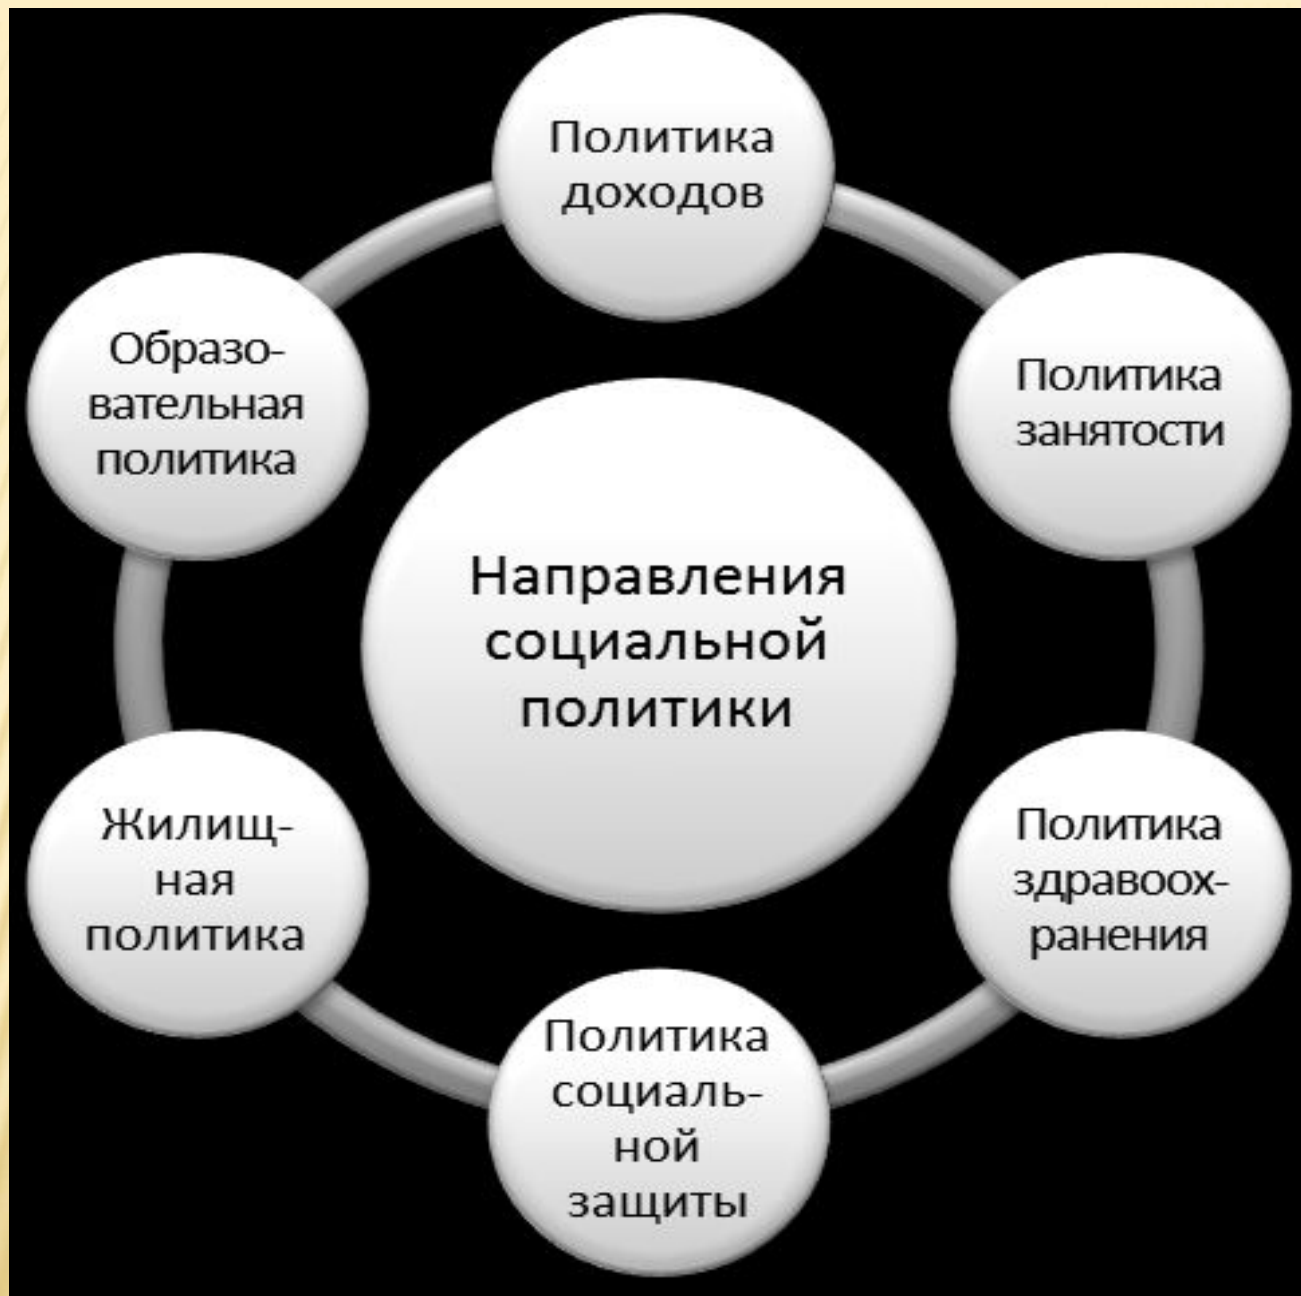 Политика
доходов
Политика
занятости
Политика
здравоох-
ранения
Политика
социаль-
ной
защиты
Жилищ-
ная
политика
Образо-
вательная
политика
Направления
социальной
политики